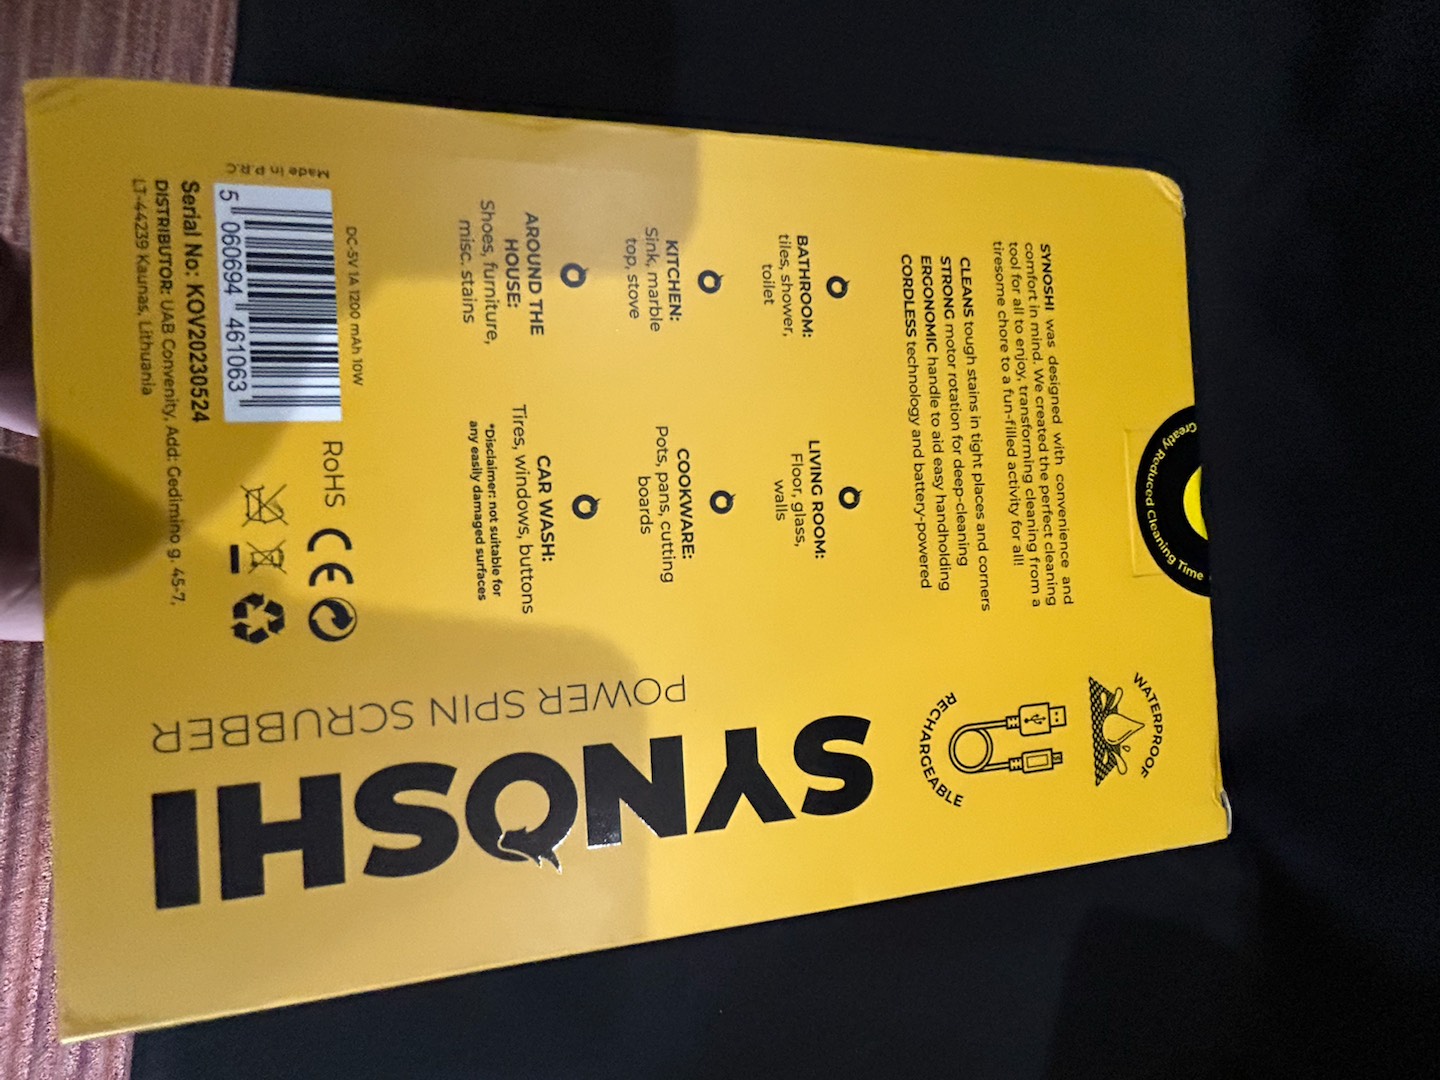 Greatly Reduced Cleaning Time
SYNOSHI was designed with convenience and
comfort in mind. We created the perfect cleaning
tool for all to enjoy, transforming cleaning from a
tiresome chore to a fun-filled activity for all!
CLEANS tough stains in tight places and corners
STRONG motor rotation for deep-cleaning
ERGONOMIC handle to aid easy handholding
CORDLESS technology and battery-powered
WATERPROOF
RECHARGEABLE
BATHROOM:
tiles, shower,
toilet
LIVING ROOM:
Floor, glass,
walls
KITCHEN:
Sink, marble
top, stove
COOKWARE:
Pots, pans, cutting
boards
AROUND THE
HOUSE:
Shoes, furniture,
misc. stains
CAR WASH:
Tires, windows, buttons
*Disclaimer: not suitable for
any easily damaged surfaces
SYNOSHI
POWER SPIN SCRUBBER
DC-5V 1A 1200 mAh 10W
Made in P.R.C
5 060694 461063
RoHS CE
Serial No: KOV20230524
DISTRIBUTOR: UAB Convenity, Add: Gedimino g. 45-7,
LT-44239 Kaunas, Lithuania